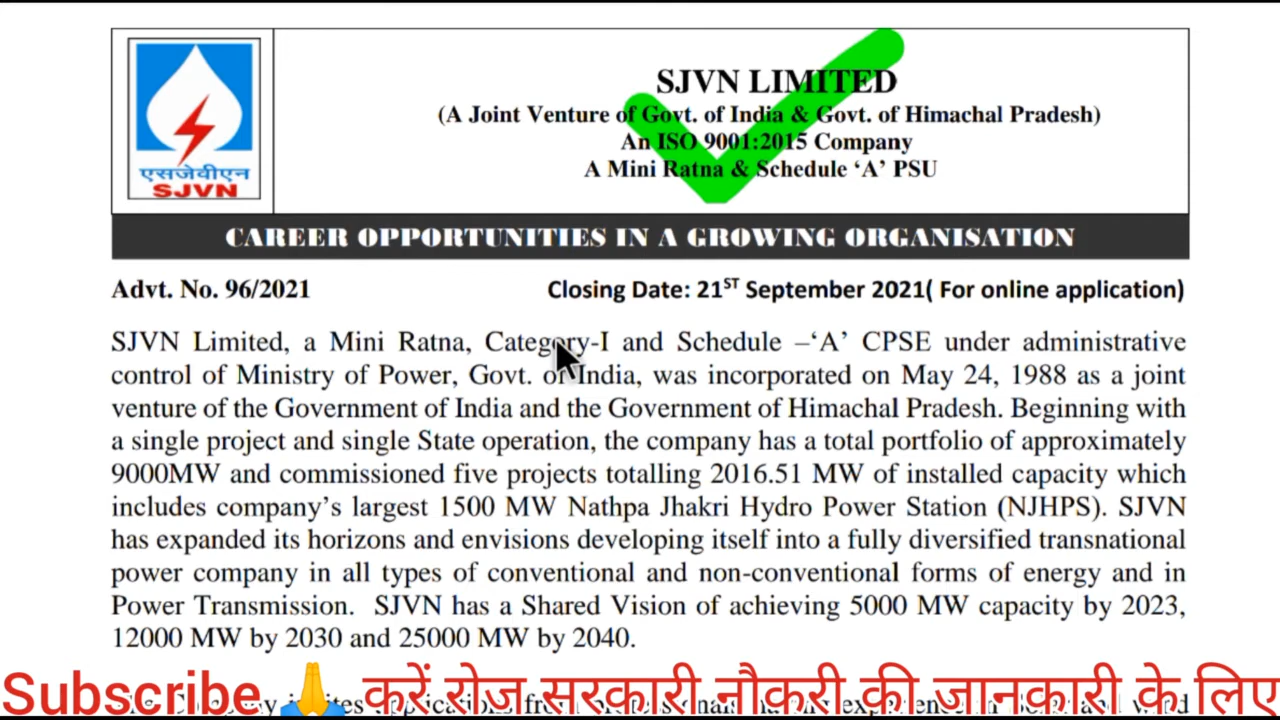 एसजेवीएन
SJVN
SJVN LIMITED
(A Joint Venture of Govt. of India & Govt. of Himachal Pradesh)
An ISO 9001:2015 Company
A Mini Ratna & Schedule ‘A’ PSU
CAREER OPPORTUNITIES IN A GROWING ORGANISATION
Advt. No. 96/2021 Closing Date: 21ST September 2021( For online application)
SJVN Limited, a Mini Ratna, Category-I and Schedule –‘A’ CPSE under administrative
control of Ministry of Power, Govt. of India, was incorporated on May 24, 1988 as a joint
venture of the Government of India and the Government of Himachal Pradesh. Beginning with
a single project and single State operation, the company has a total portfolio of approximately
9000MW and commissioned five projects totalling 2016.51 MW of installed capacity which
includes company’s largest 1500 MW Nathpa Jhakri Hydro Power Station (NJHPS). SJVN
has expanded its horizons and envisions developing itself into a fully diversified transnational
power company in all types of conventional and non-conventional forms of energy and in
Power Transmission. SJVN has a Shared Vision of achieving 5000 MW capacity by 2023,
12000 MW by 2030 and 25000 MW by 2040.
Subscribe 🙏 करें रोज सरकारी नौकरी की जानकारी के लिए